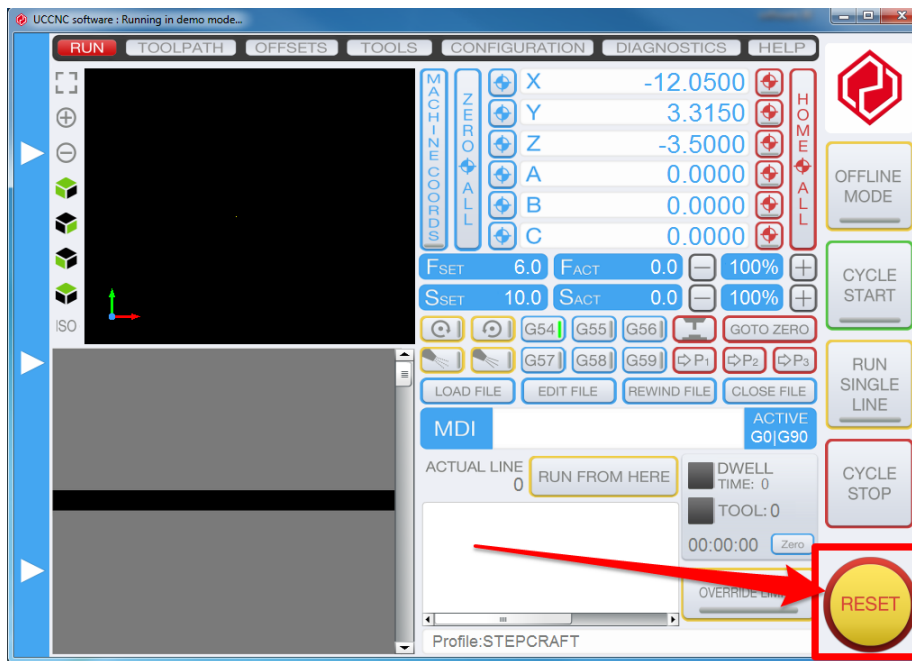 UCCNC software : Running in demo mode...
RUN TOOLPATH OFFSETS TOOLS CONFIGURATION DIAGNOSTICS HELP
MACHINE COORDS
ZERO ALL
X -12.0500
Y 3.3150
Z -3.5000
A 0.0000
B 0.0000
C 0.0000
HOME ALL
FSET 6.0 FACT 0.0 100%
SSET 10.0 SACT 0.0 100%
ISO
G54 G55 G56 GOTO ZERO
G57 G58 G59 P1 P2 P3
LOAD FILE EDIT FILE REWIND FILE CLOSE FILE
MDI
ACTIVE
G0|G90
ACTUAL LINE
0
RUN FROM HERE
DWELL
TIME: 0
TOOL: 0
00:00:00 Zero
OVERRIDE
Profile:STEPCRAFT
OFFLINE
MODE
CYCLE
START
RUN
SINGLE
LINE
CYCLE
STOP
RESET